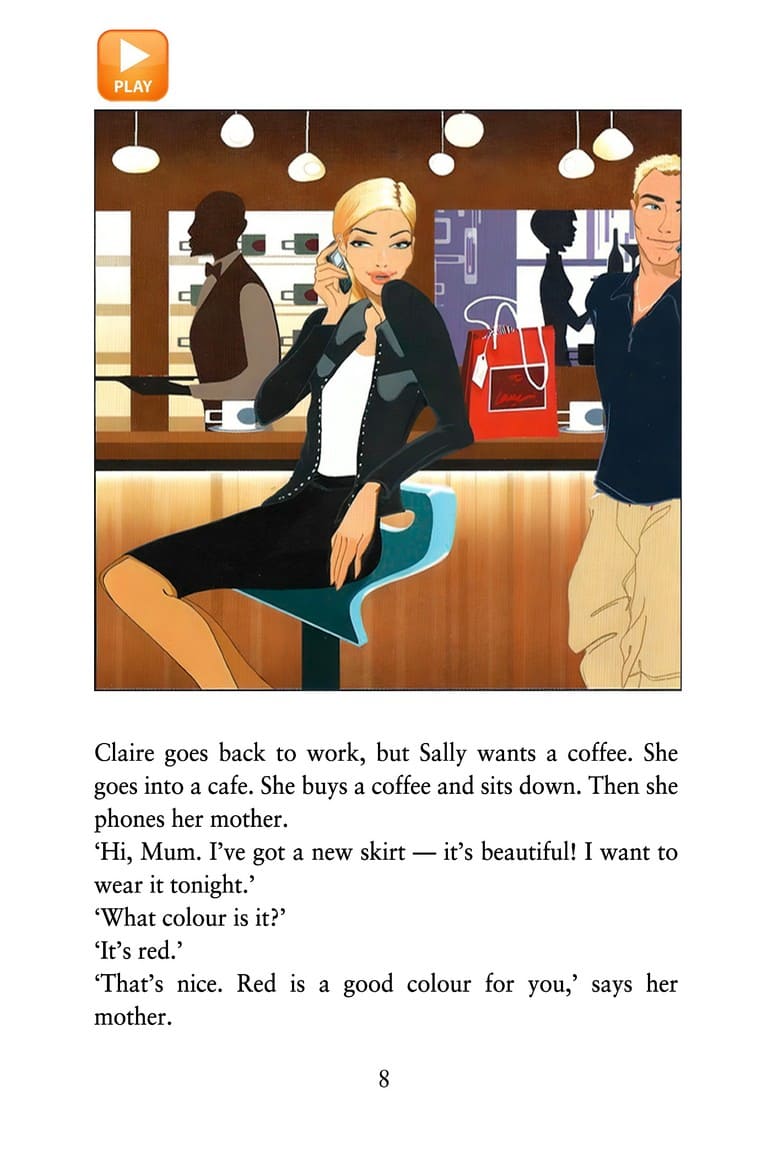 PLAY
Claire goes back to work, but Sally wants a coffee. She
goes into a cafe. She buys a coffee and sits down. Then she
phones her mother.
‘Hi, Mum. I’ve got a new skirt — it’s beautiful! I want to
wear it tonight.’
‘What colour is it?’
‘It’s red.’
‘That’s nice. Red is a good colour for you,’ says her
mother.
8